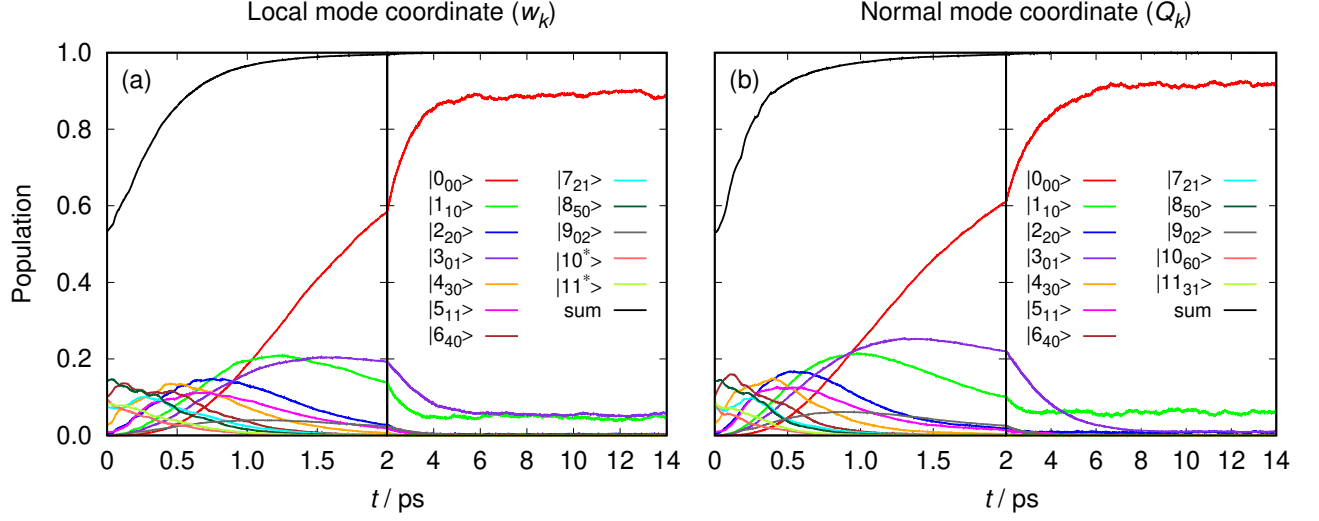 Local mode coordinate (w_k)
Normal mode coordinate (Q_k)
Population
1.0
0.8
0.6
0.4
0.2
0.0
(a)
|0_00>
|1_10>
|2_20>
|3_01>
|4_30>
|5_11>
|6_40>
|7_21>
|8_50>
|9_02>
|10^*>
|11^*>
sum
0 0.5 1.0 1.5 2 4 6 8 10 12 14
t / ps
(b)
|0_00>
|1_10>
|2_20>
|3_01>
|4_30>
|5_11>
|6_40>
|7_21>
|8_50>
|9_02>
|10_60>
|11_31>
sum
0 0.5 1.0 1.5 2 4 6 8 10 12 14
t / ps